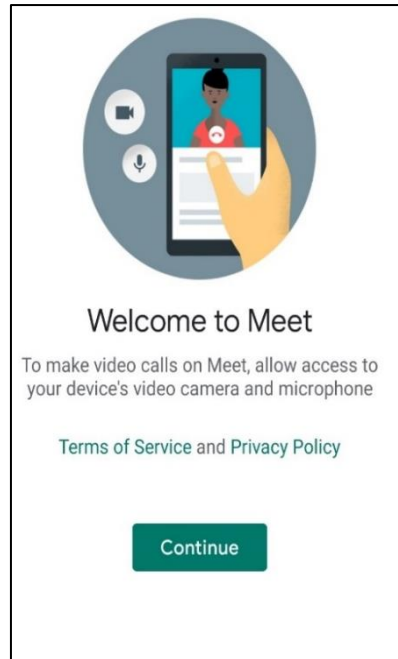 Welcome to Meet
To make video calls on Meet, allow access to
your device's video camera and microphone
Terms of Service and Privacy Policy
Continue